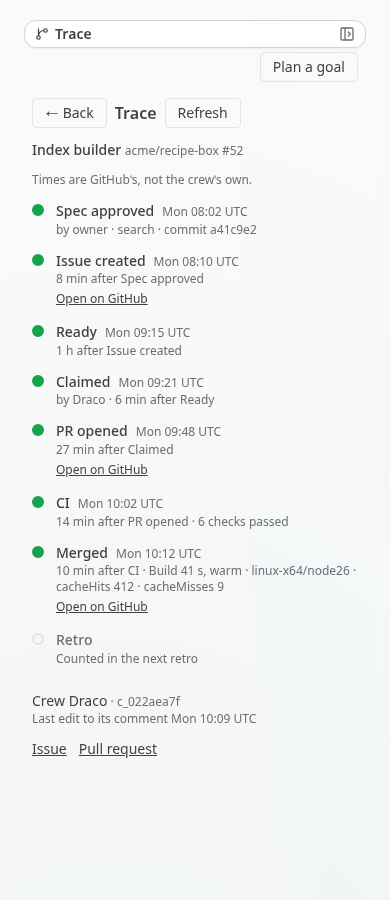 Trace
Plan a goal
← Back
Trace
Refresh
Index builder acme/recipe-box #52
Times are GitHub's, not the crew's own.
Spec approved Mon 08:02 UTC
by owner · search · commit a41c9e2
Issue created Mon 08:10 UTC
8 min after Spec approved
Open on GitHub
Ready Mon 09:15 UTC
1 h after Issue created
Claimed Mon 09:21 UTC
by Draco · 6 min after Ready
PR opened Mon 09:48 UTC
27 min after Claimed
Open on GitHub
CI Mon 10:02 UTC
14 min after PR opened · 6 checks passed
Merged Mon 10:12 UTC
10 min after CI · Build 41 s, warm · linux-x64/node26 ·
cacheHits 412 · cacheMisses 9
Open on GitHub
Retro
Counted in the next retro
Crew Draco · c_022aea7f
Last edit to its comment Mon 10:09 UTC
Issue Pull request